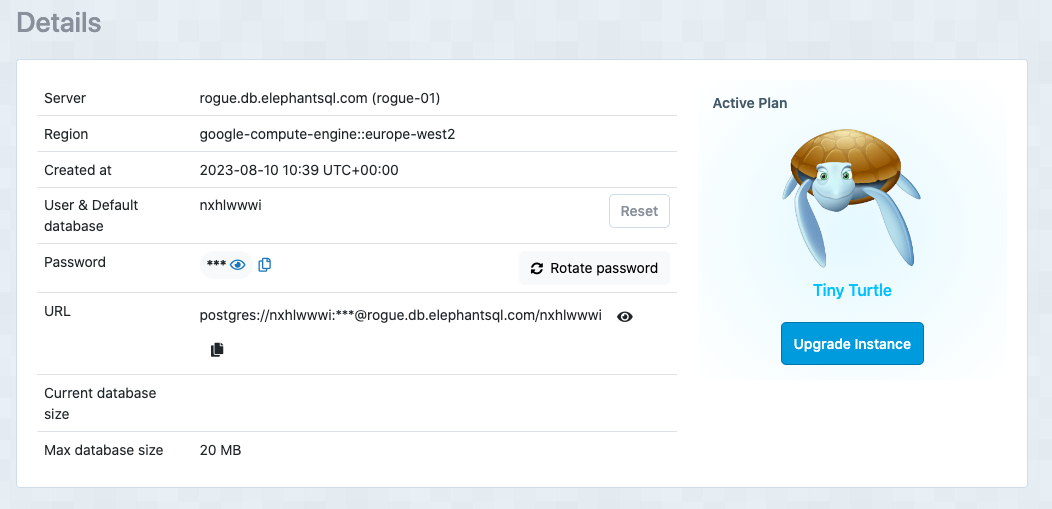 Details
Server rogue.db.elephantsql.com (rogue-01)
Active Plan
Region google-compute-engine::europe-west2
Created at 2023-08-10 10:39 UTC+00:00
User & Default database nxhlwwwi Reset
Password *** Rotate password
Tiny Turtle
URL postgres://nxhlwwwi:***@rogue.db.elephantsql.com/nxhlwwwi
Upgrade Instance
Current database size
Max database size 20 MB